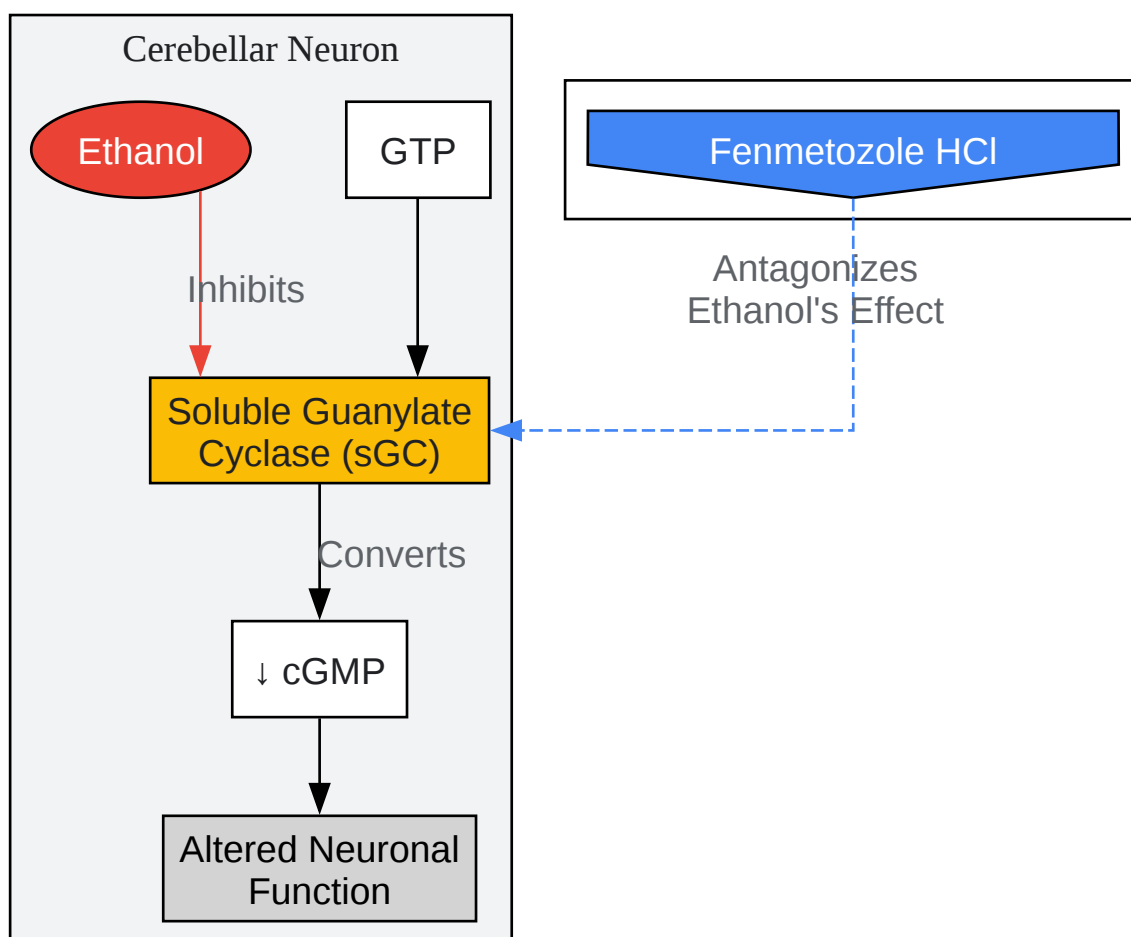 Cerebellar Neuron
Ethanol
GTP
Fenmetozole HCl
Inhibits
Antagonizes
Ethanol's Effect
Soluble Guanylate
Cyclase (sGC)
Converts
↓ cGMP
Altered Neuronal
Function